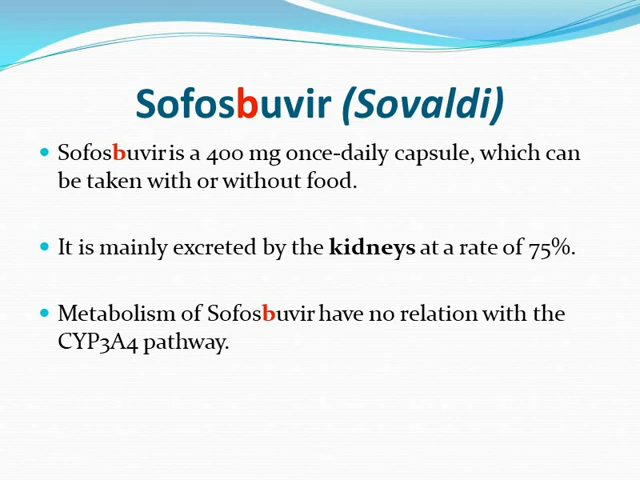 Sofosbuvir (Sovaldi)
• Sofosbuvir is a 400 mg once-daily capsule, which can
be taken with or without food.
• It is mainly excreted by the kidneys at a rate of 75%.
• Metabolism of Sofosbuvir have no relation with the
CYP3A4 pathway.